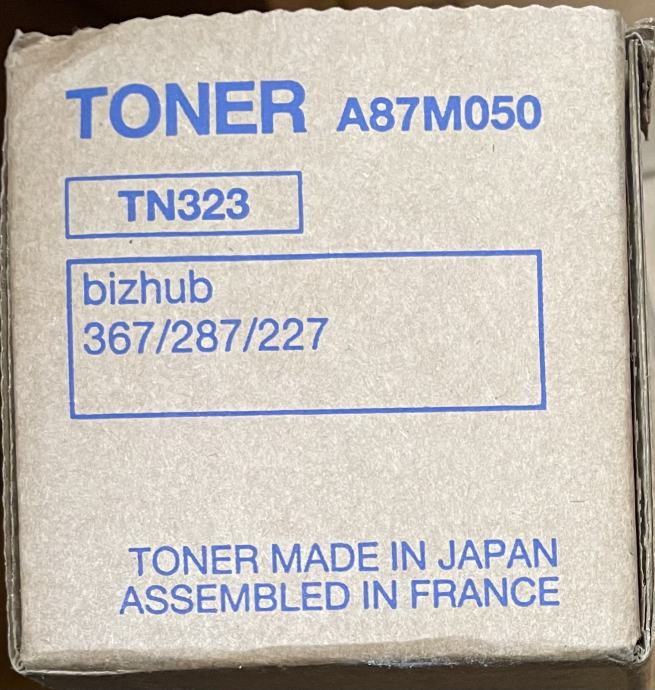 TONER A87M050
TN323
bizhub
367/287/227
TONER MADE IN JAPAN
ASSEMBLED IN FRANCE